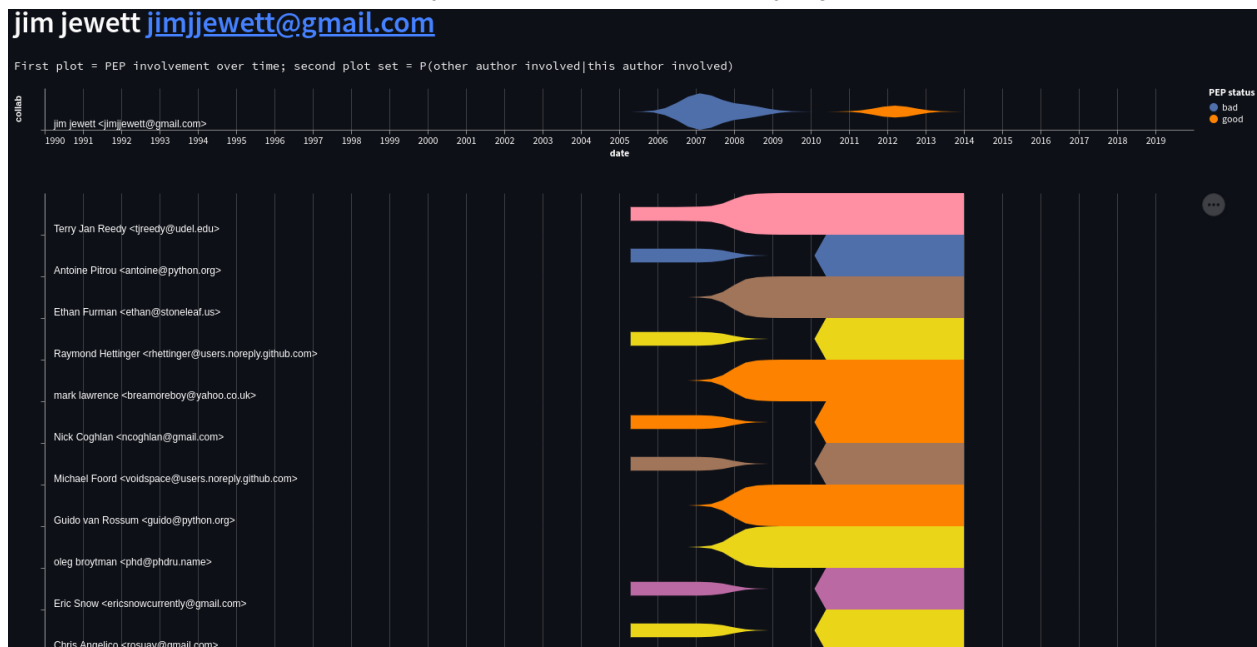 jim jewett jimjjewett@gmail.com
First plot = PEP involvement over time; second plot set = P(other author involved|this author involved)
collab
jim jewett <jimjjewett@gmail.com>
1990 1991 1992 1993 1994 1995 1996 1997 1998 1999 2000 2001 2002 2003 2004 2005 2006 2007 2008 2009 2010 2011 2012 2013 2014 2015 2016 2017 2018 2019
date
PEP status
bad
good
Terry Jan Reedy <tjreedy@udel.edu>
Antoine Pitrou <antoine@python.org>
Ethan Furman <ethan@stoneleaf.us>
Raymond Hettinger <rhettinger@users.noreply.github.com>
mark lawrence <breamoreboy@yahoo.co.uk>
Nick Coghlan <ncoghlan@gmail.com>
Michael Foord <voidspace@users.noreply.github.com>
Guido van Rossum <guido@python.org>
oleg broytman <phd@phdru.name>
Eric Snow <ericsnowcurrently@gmail.com>
Chris Angelico <rosuav@gmail.com>